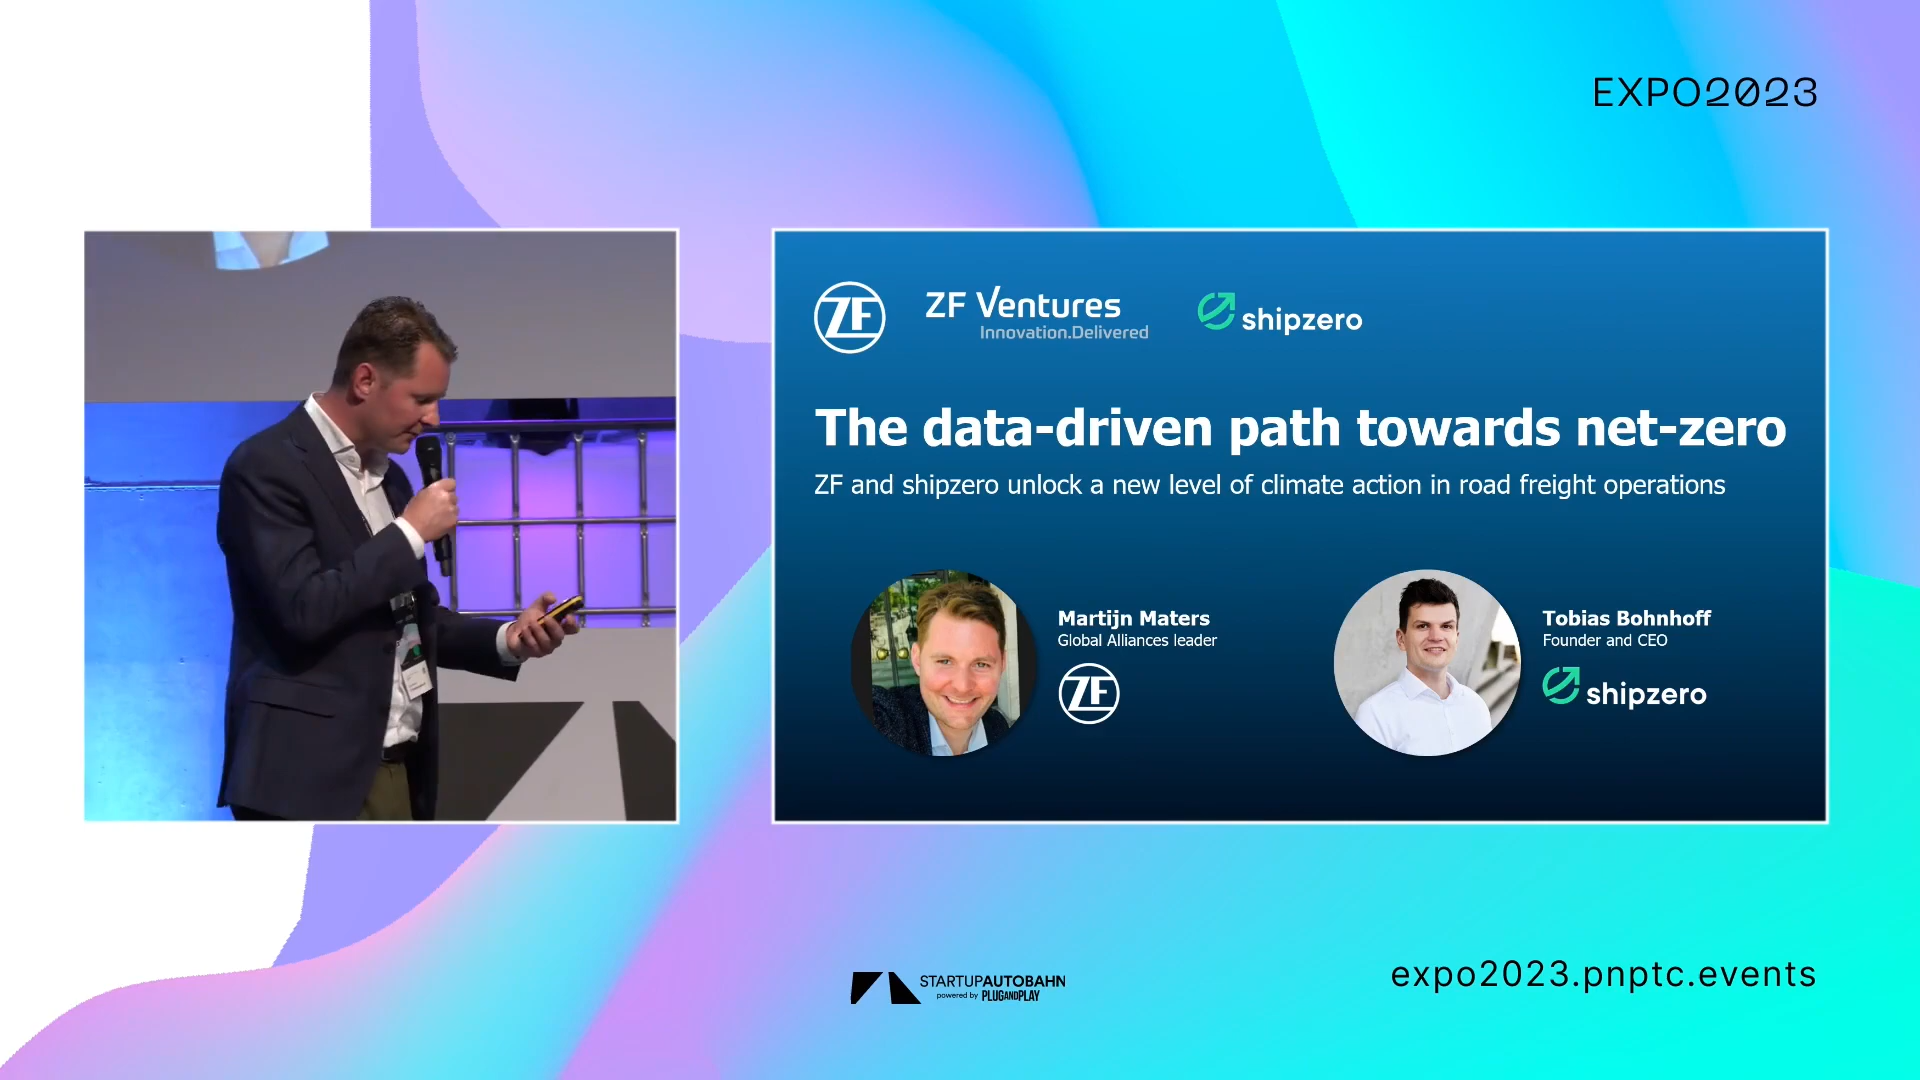 EXPO2023
ZF
ZF Ventures
Innovation.Delivered
shipzero
The data-driven path towards net-zero
ZF and shipzero unlock a new level of climate action in road freight operations
Martijn Maters
Global Alliances leader
ZF
Tobias Bohnhoff
Founder and CEO
shipzero
STARTUPAUTOBAHN
powered by PLUGANDPLAY
expo2023.pnptc.events